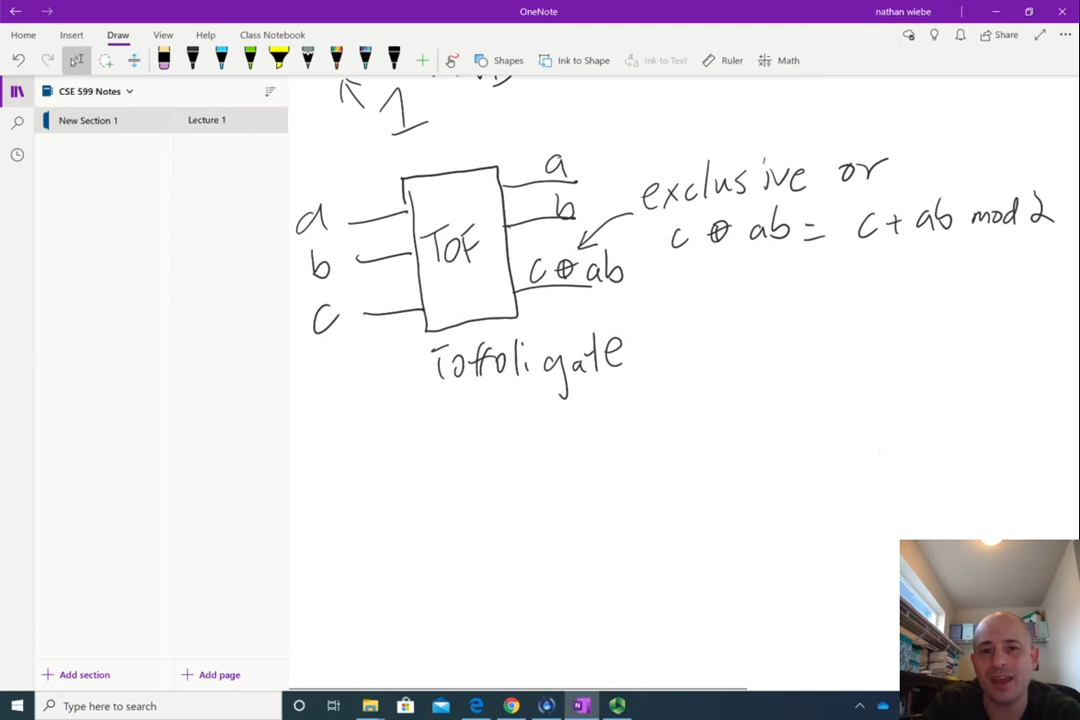 OneNote
nathan wiebe
Home Insert Draw View Help Class Notebook
Share
Shapes Ink to Shape Ink to Text Ruler Math
CSE 599 Notes
New Section 1
Lecture 1
1
a
b
c
TOF
a
b
c ⊕ ab
exclusive or
c ⊕ ab = c + ab mod 2
Toffoli gate
Add section
Add page
Type here to search